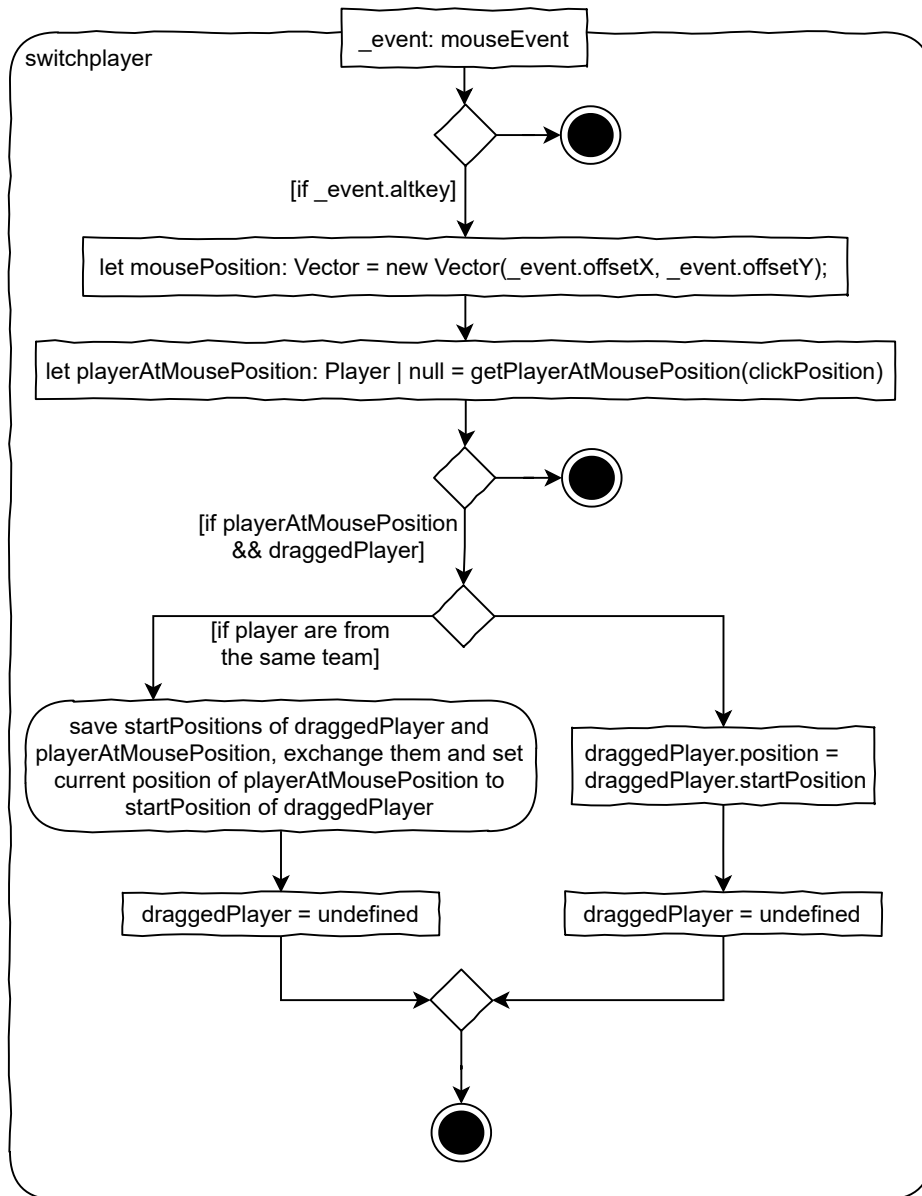 _event: mouseEvent
switchplayer
[if _event.altkey]
let mousePosition: Vector = new Vector(_event.offsetX, _event.offsetY);
let playerAtMousePosition: Player | null = getPlayerAtMousePosition(clickPosition)
[if playerAtMousePosition
&& draggedPlayer]
[if player are from
the same team]
save startPositions of draggedPlayer and
playerAtMousePosition, exchange them and set
current position of playerAtMousePosition to
startPosition of draggedPlayer
draggedPlayer.position =
draggedPlayer.startPosition
draggedPlayer = undefined
draggedPlayer = undefined